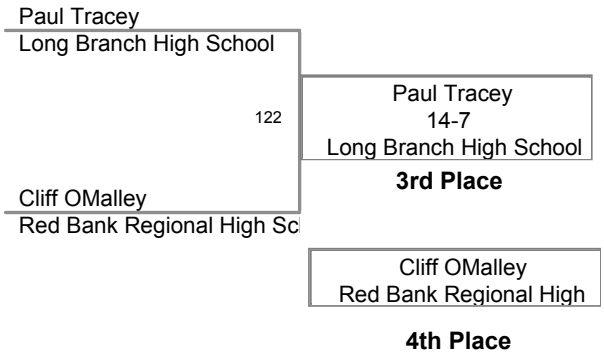 Paul Tracey
Long Branch High School
122
Paul Tracey
14-7
Long Branch High School
3rd Place
Cliff OMalley
Red Bank Regional High Sc
Cliff OMalley
Red Bank Regional High
4th Place